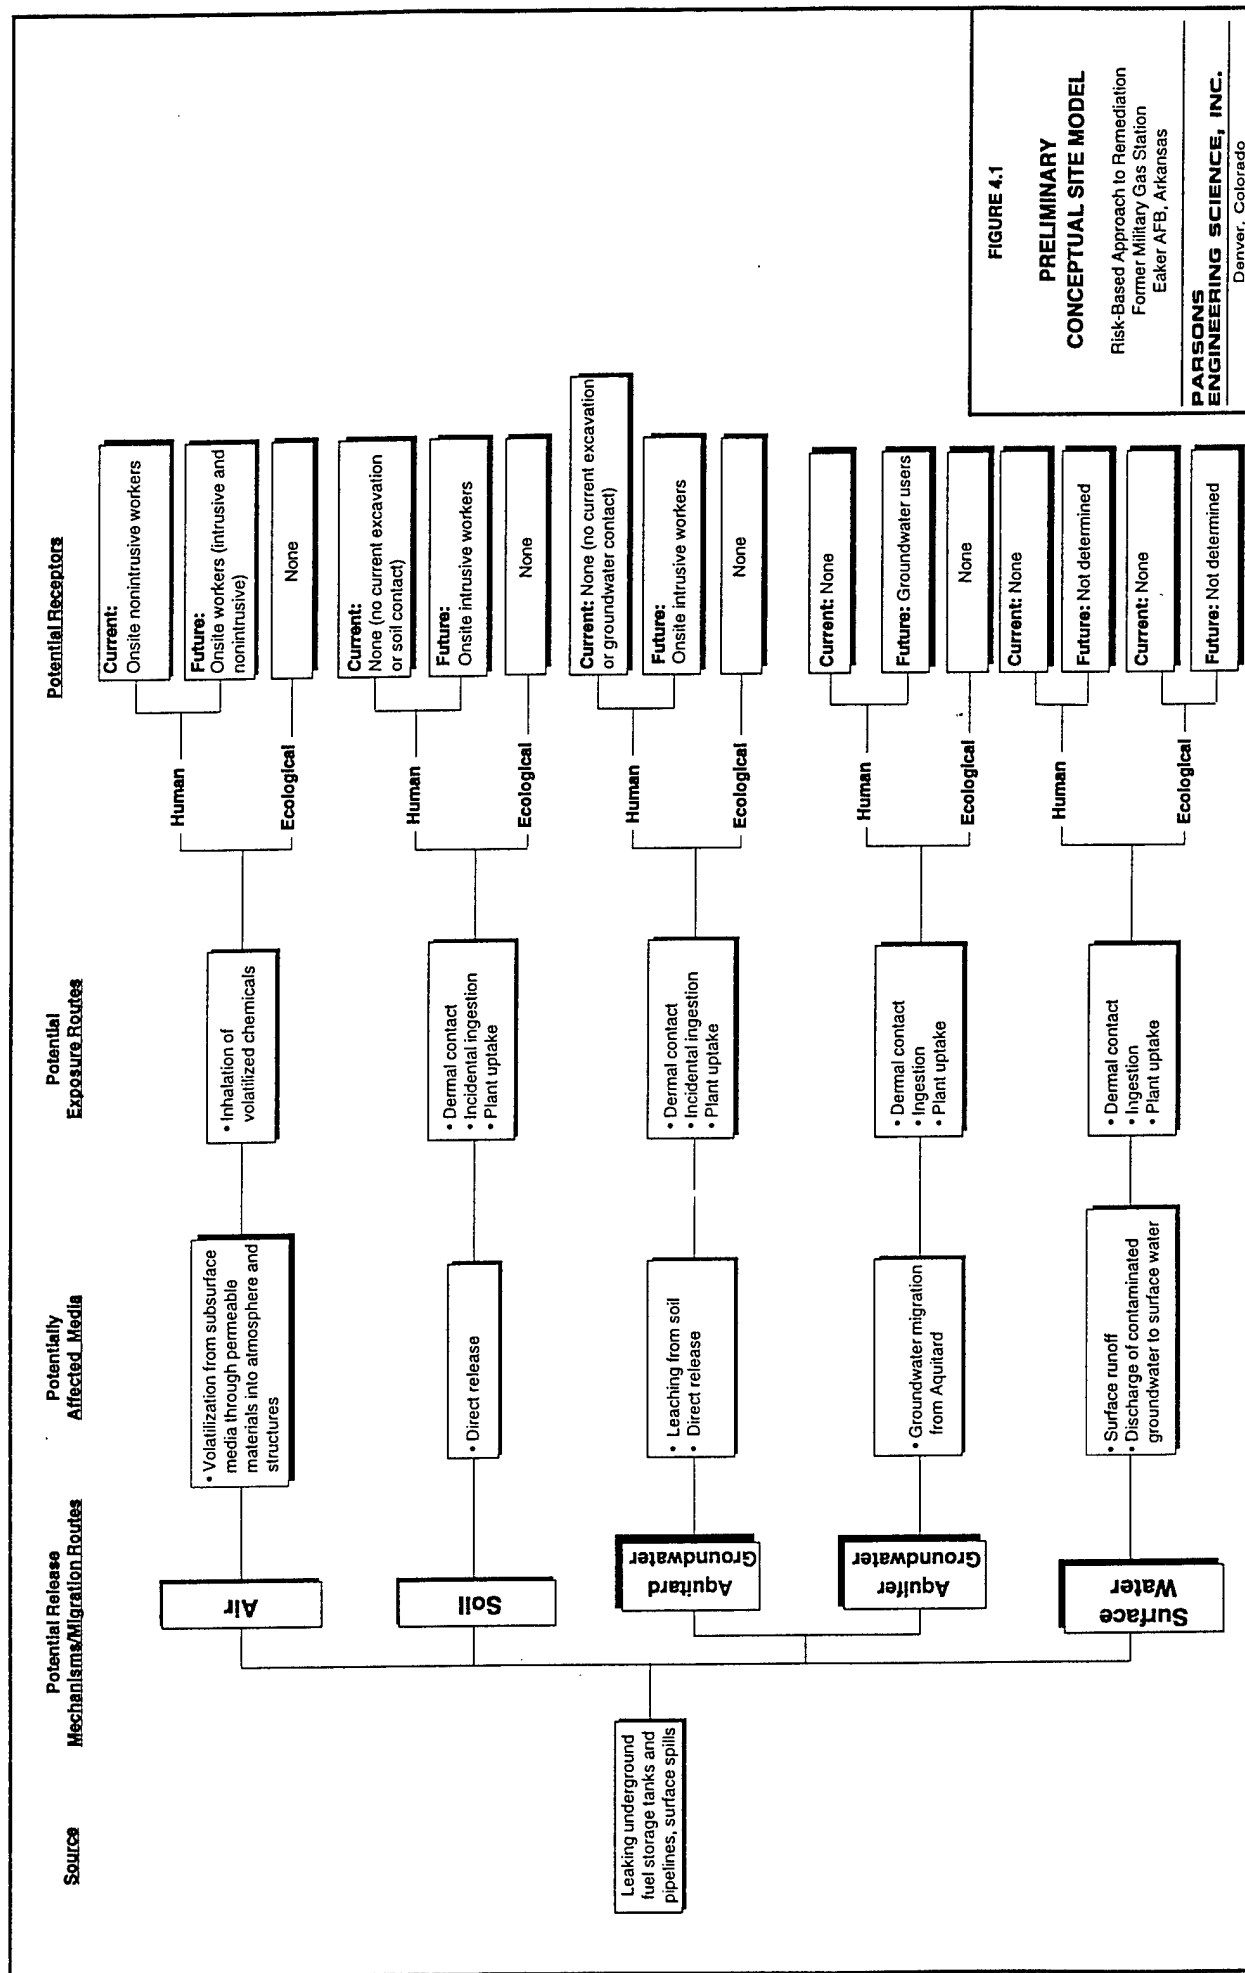 Source
Potential Release
Mechanisms/Migration Routes
Potentially
Affected Media
Potential
Exposure Routes
Potential Receptors
Leaking underground
fuel storage tanks and
pipelines, surface spills
Air
• Volatilization from subsurface
media through permeable
materials into atmosphere and
structures
• Inhalation of
volatilized chemicals
Human
Current:
Onsite nonintrusive workers
Future:
Onsite workers (intrusive and
nonintrusive)
Ecological
None
Soil
• Direct release
• Dermal contact
• Incidental ingestion
• Plant uptake
Human
Current:
None (no current excavation
or soil contact)
Future:
Onsite intrusive workers
Ecological
None
Aquitard
Groundwater
• Leaching from soil
• Direct release
• Dermal contact
• Incidental ingestion
• Plant uptake
Human
Current: None (no current excavation
or groundwater contact)
Future:
Onsite intrusive workers
Ecological
None
Aquifer
Groundwater
• Groundwater migration
from Aquitard
• Dermal contact
• Ingestion
• Plant uptake
Human
Current: None
Future: Groundwater users
Ecological
None
Surface
Water
• Surface runoff
• Discharge of contaminated
groundwater to surface water
• Dermal contact
• Ingestion
• Plant uptake
Human
Current: None
Future: Not determined
Ecological
Current: None
Future: Not determined
FIGURE 4.1
PRELIMINARY
CONCEPTUAL SITE MODEL
Risk-Based Approach to Remediation
Former Military Gas Station
Eaker AFB, Arkansas
PARSONS
ENGINEERING SCIENCE, INC.
Denver, Colorado